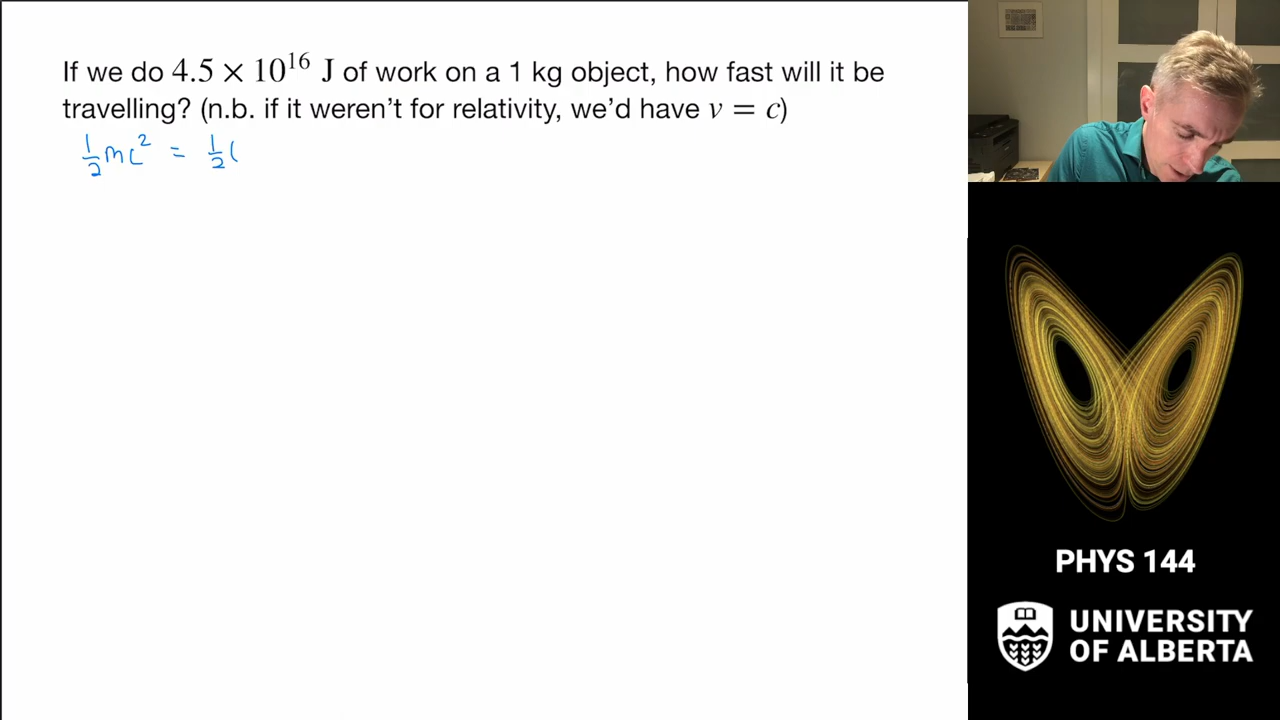 If we do 4.5 × 10¹⁶ J of work on a 1 kg object, how fast will it be
travelling? (n.b. if it weren't for relativity, we'd have v = c)
½mc² = ½(
PHYS 144
UNIVERSITY
OF ALBERTA